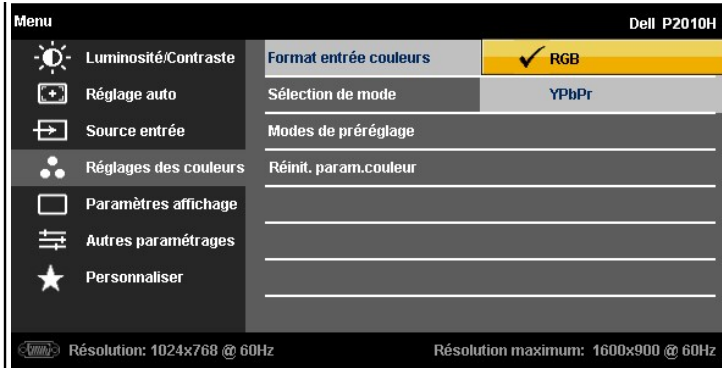 Menu Dell P2010H
Luminosité/Contraste Format entrée couleurs RGB
Réglage auto Sélection de mode YPbPr
Source entrée Modes de préréglage
Réglages des couleurs Réinit. param.couleur
Paramètres affichage
Autres paramétrages
Personnaliser
Résolution: 1024x768 @ 60Hz Résolution maximum: 1600x900 @ 60Hz